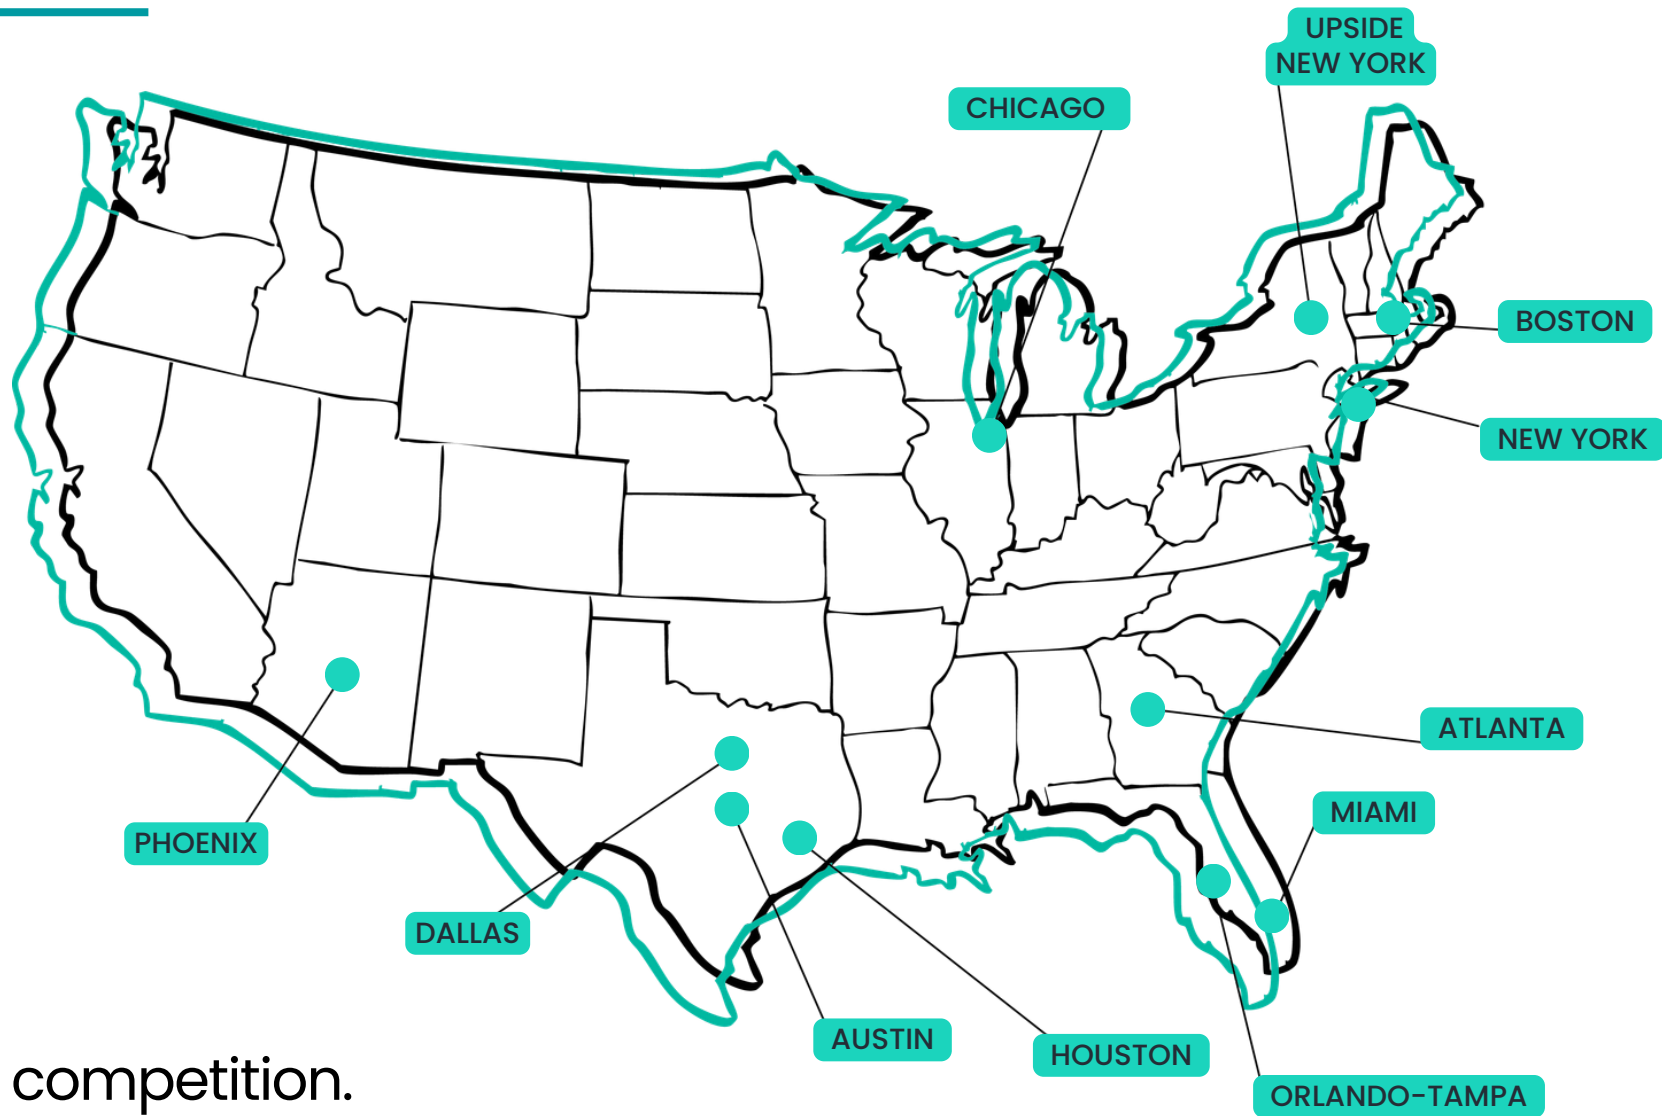 UPSIDE
NEW YORK
CHICAGO
BOSTON
NEW YORK
ATLANTA
MIAMI
PHOENIX
DALLAS
AUSTIN
HOUSTON
ORLANDO-TAMPA
competition.